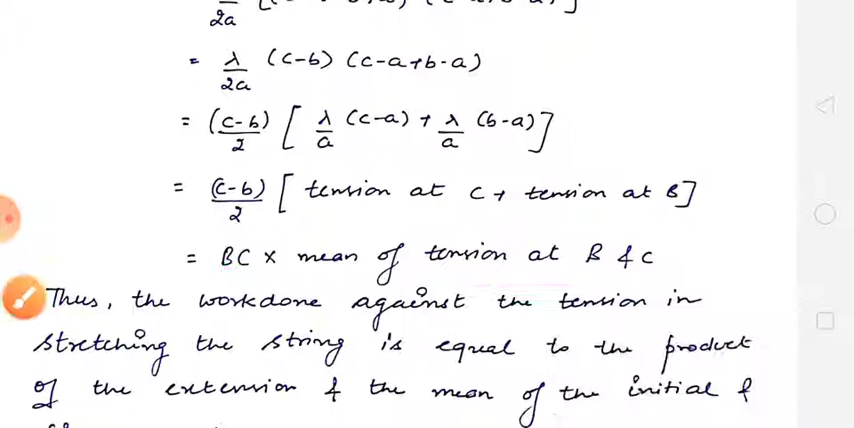 2a
= λ/2a (c-b) (c-a+b-a)
= (c-b)/2 [ λ/a (c-a) + λ/a (b-a) ]
= (c-b)/2 [ tension at c + tension at B ]
= BC x mean of tension at B & C
Thus, the workdone against the tension in
stretching the string is equal to the product
of the extension & the mean of the initial &